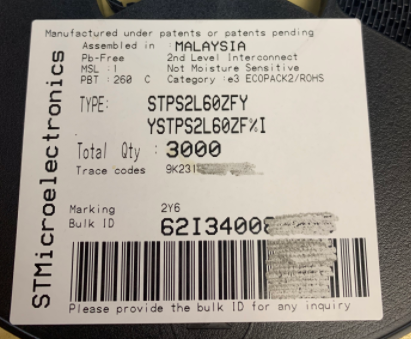 Manufactured under patents or patents pending
Assembled in : MALAYSIA
Pb-Free 2nd Level Interconnect
MSL : 1 Not Moisture Sensitive
PBT : 260 C Category : e3 ECOPACK2/ROHS
TYPE: STPS2L60ZFY
YSTPS2L60ZF%I
Total Qty : 3000
Trace codes 9K231
Marking 2Y6
Bulk ID 62I34008
Please provide the bulk ID for any inquiry
STMicroelectronics